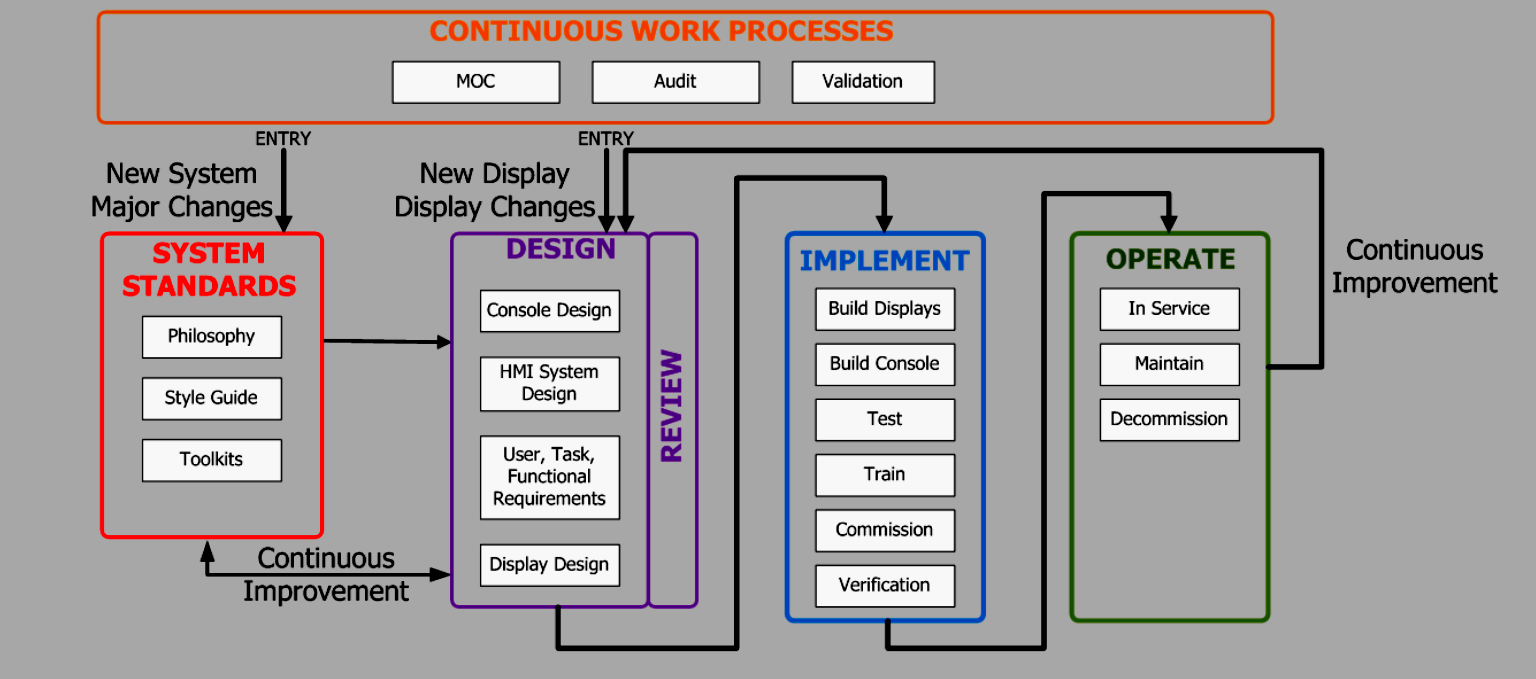 CONTINUOUS WORK PROCESSES
MOC
Audit
Validation
ENTRY
New System
Major Changes
ENTRY
New Display
Display Changes
SYSTEM
STANDARDS
Philosophy
Style Guide
Toolkits
Continuous
Improvement
DESIGN
Console Design
HMI System
Design
User, Task,
Functional
Requirements
Display Design
REVIEW
IMPLEMENT
Build Displays
Build Console
Test
Train
Commission
Verification
OPERATE
In Service
Maintain
Decommission
Continuous
Improvement